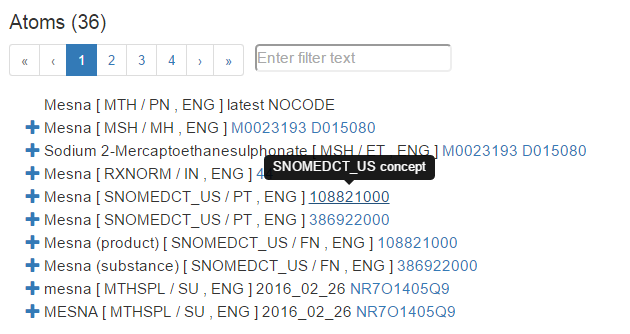 Atoms (36)
« ‹ 1 2 3 4 › » Enter filter text
Mesna [ MTH / PN , ENG ] latest NOCODE
Mesna [ MSH / MH , ENG ] M0023193 D015080
Sodium 2-Mercaptoethanesulphonate [ MSH / ET , ENG ] M0023193 D015080
SNOMEDCT_US concept
Mesna [ RXNORM / IN , ENG ]
Mesna [ SNOMEDCT_US / PT , ENG ] 108821000
Mesna [ SNOMEDCT_US / PT , ENG ] 386922000
Mesna (product) [ SNOMEDCT_US / FN , ENG ] 108821000
Mesna (substance) [ SNOMEDCT_US / FN , ENG ] 386922000
mesna [ MTHSPL / SU , ENG ] 2016_02_26 NR7O1405Q9
MESNA [ MTHSPL / SU , ENG ] 2016_02_26 NR7O1405Q9